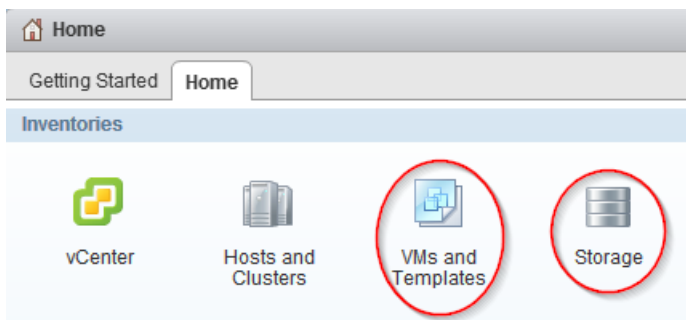 Home
Getting Started
Home
Inventories
vCenter
Hosts and
Clusters
VMs and
Templates
Storage